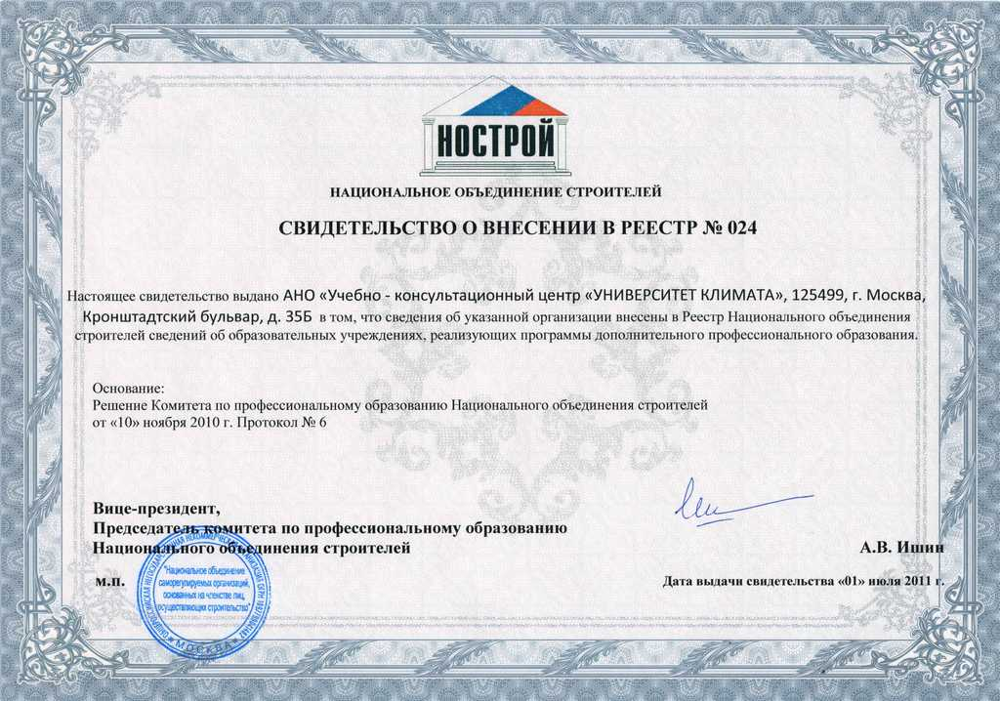 НОСТРОЙ
НАЦИОНАЛЬНОЕ ОБЪЕДИНЕНИЕ СТРОИТЕЛЕЙ
СВИДЕТЕЛЬСТВО О ВНЕСЕНИИ В РЕЕСТР № 024
Настоящее свидетельство выдано АНО «Учебно - консультационный центр «УНИВЕРСИТЕТ КЛИМАТА», 125499, г. Москва,
Кронштадтский бульвар, д. 35Б в том, что сведения об указанной организации внесены в Реестр Национального объединения
строителей сведений об образовательных учреждениях, реализующих программы дополнительного профессионального образования.
Основание:
Решение Комитета по профессиональному образованию Национального объединения строителей
от «10» ноября 2010 г. Протокол № 6
Вице-президент,
Председатель комитета по профессиональному образованию
Национального объединения строителей
А.В. Ишин
м.п.
Дата выдачи свидетельства «01» июля 2011 г.
"Национальное объединение
саморегулируемых организаций,
основанных на членстве лиц,
осуществляющих строительство"
МОСКВА